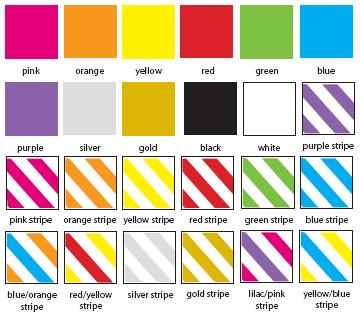 pink orange yellow red green blue
purple silver gold black white purple stripe
pink stripe orange stripe yellow stripe red stripe green stripe blue stripe
blue/orange stripe red/yellow stripe silver stripe gold stripe lilac/pink stripe yellow/blue stripe